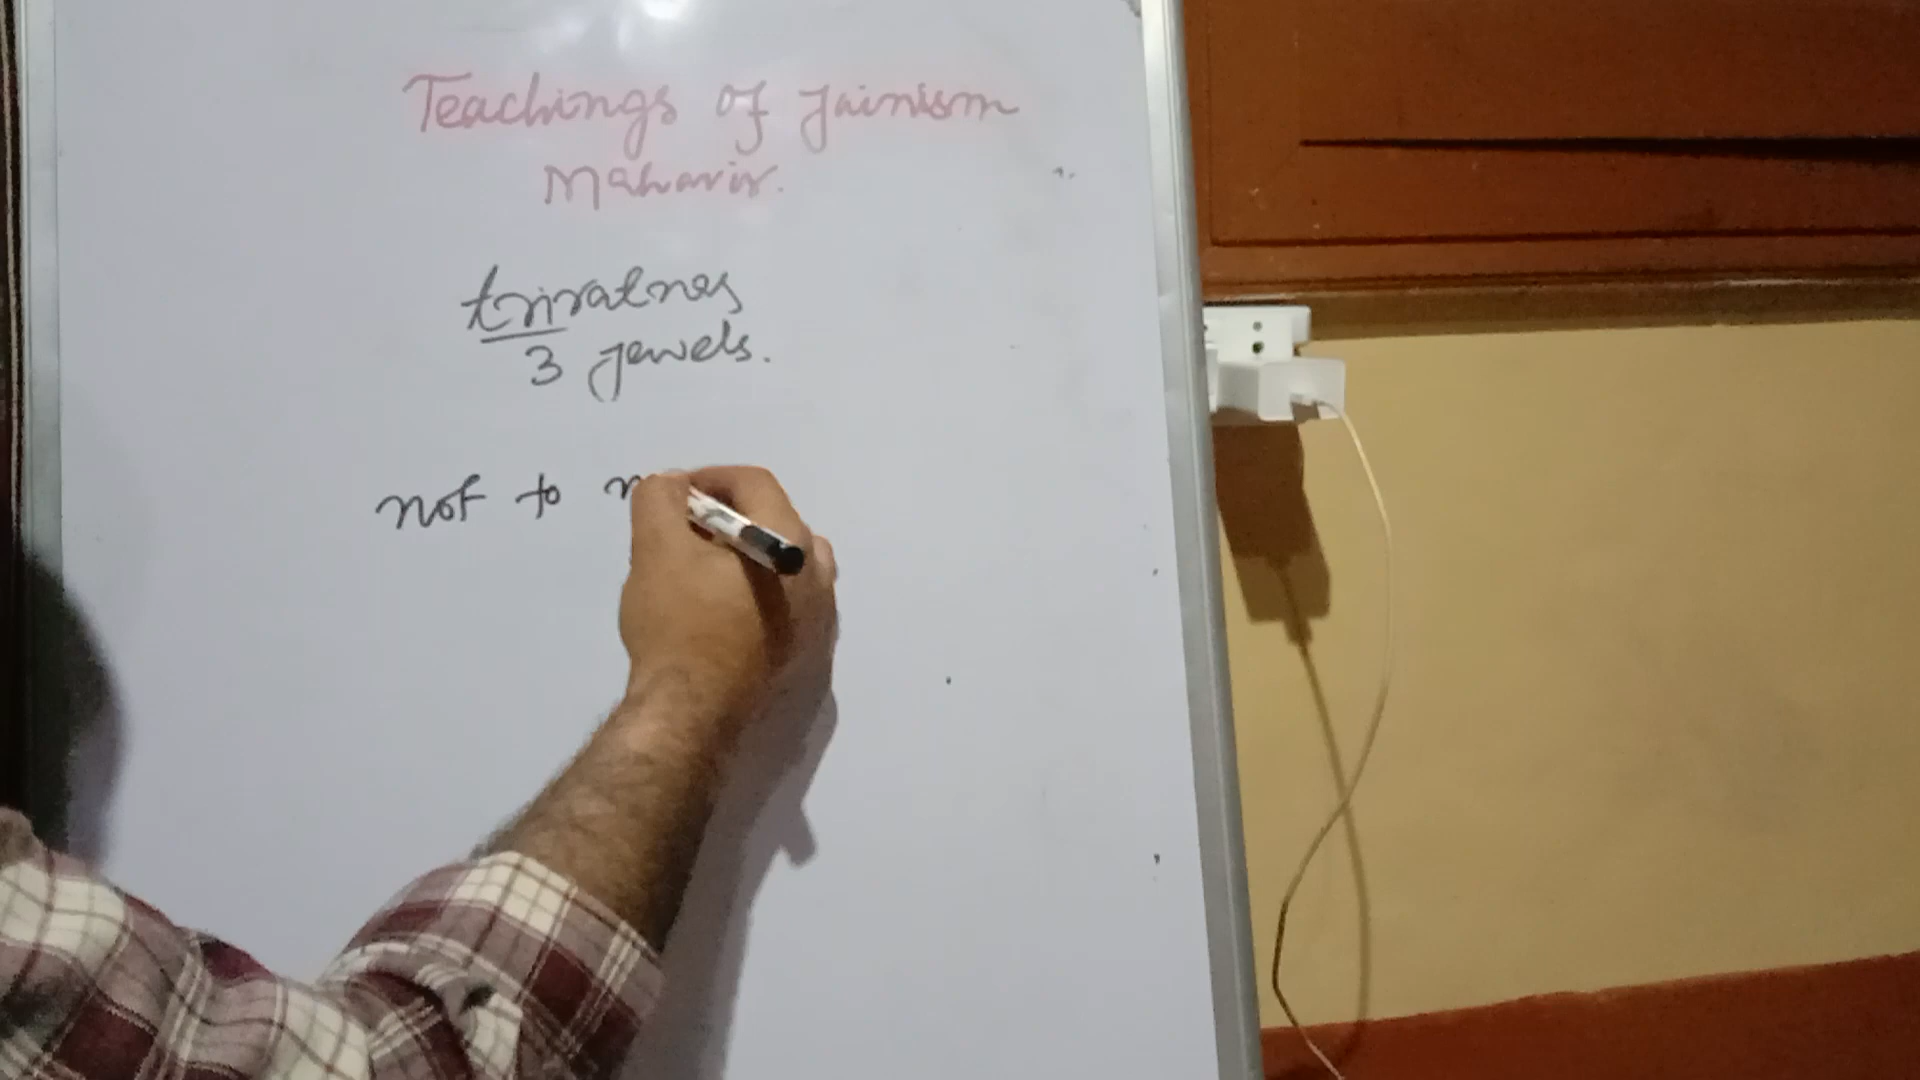 Teachings of Jainism
Mahavir.
triratnas
3 jewels.
not to